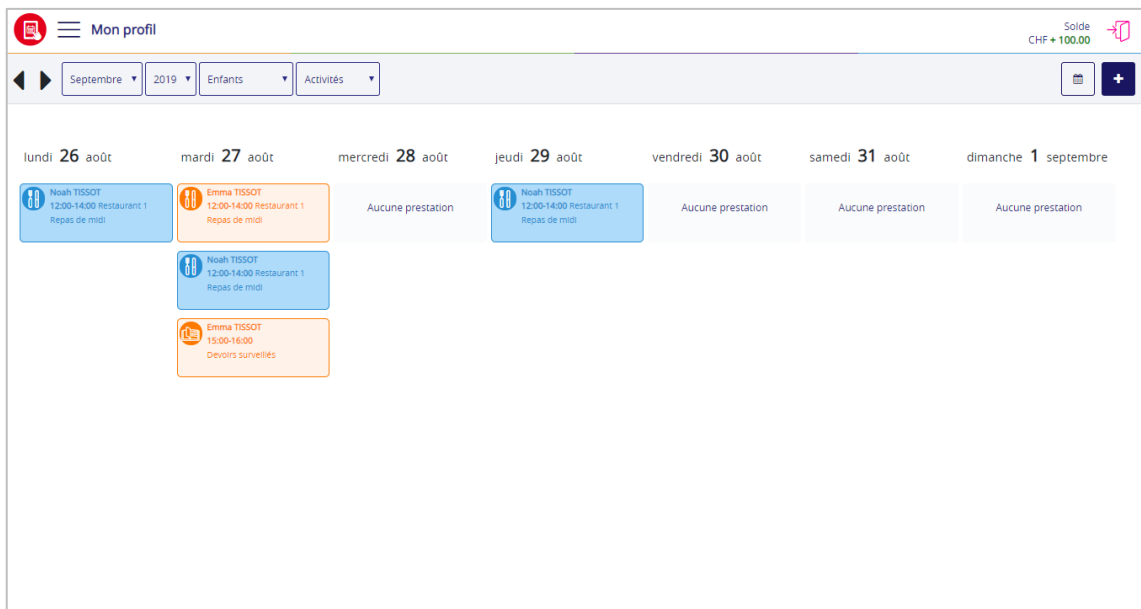 Mon profil
Solde
CHF + 100.00
Septembre
2019
Enfants
Activités
lundi 26 août
mardi 27 août
mercredi 28 août
jeudi 29 août
vendredi 30 août
samedi 31 août
dimanche 1 septembre
Noah TISSOT
12:00-14:00 Restaurant 1
Repas de midi
Emma TISSOT
12:00-14:00 Restaurant 1
Repas de midi
Aucune prestation
Noah TISSOT
12:00-14:00 Restaurant 1
Repas de midi
Aucune prestation
Aucune prestation
Aucune prestation
Noah TISSOT
12:00-14:00 Restaurant 1
Repas de midi
Emma TISSOT
15:00-16:00
Devoirs surveillés